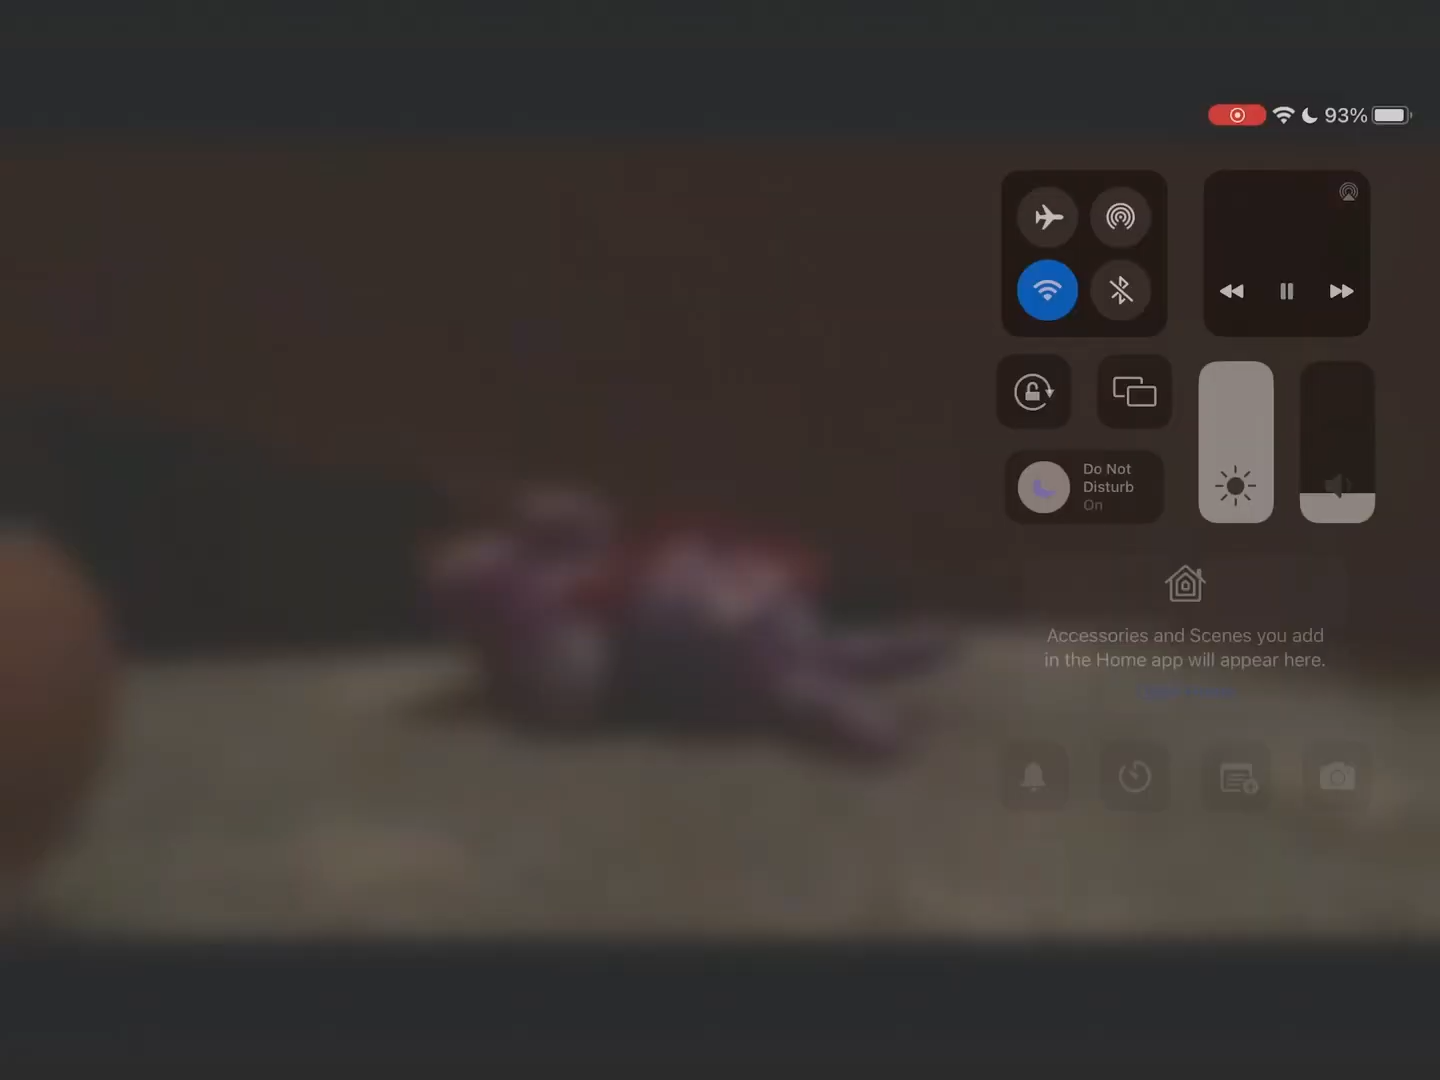 93%
Do Not
Disturb
On
Accessories and Scenes you add
in the Home app will appear here.